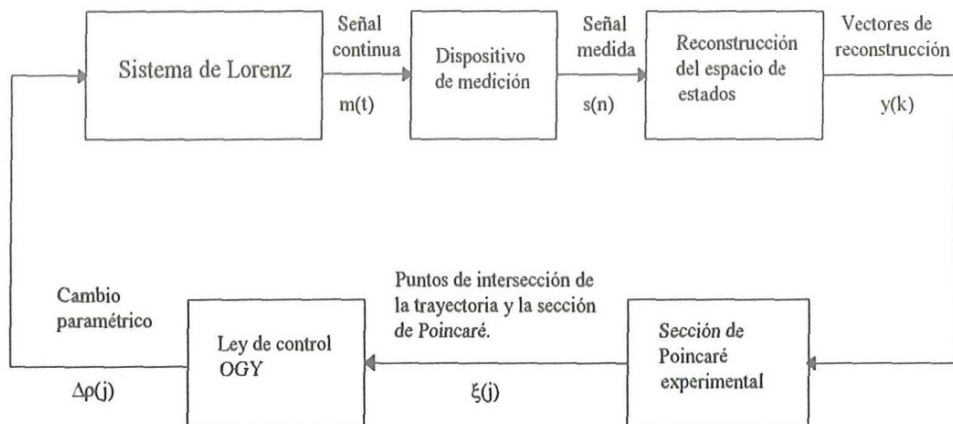 Sistema de Lorenz
Señal
continua
m(t)
Dispositivo
de medición
Señal
medida
s(n)
Reconstrucción
del espacio de
estados
Vectores de
reconstrucción
y(k)
Sección de
Poincaré
experimental
Puntos de intersección de
la trayectoria y la sección
de Poincaré.
ξ(j)
Ley de control
OGY
Cambio
paramétrico
Δρ(j)